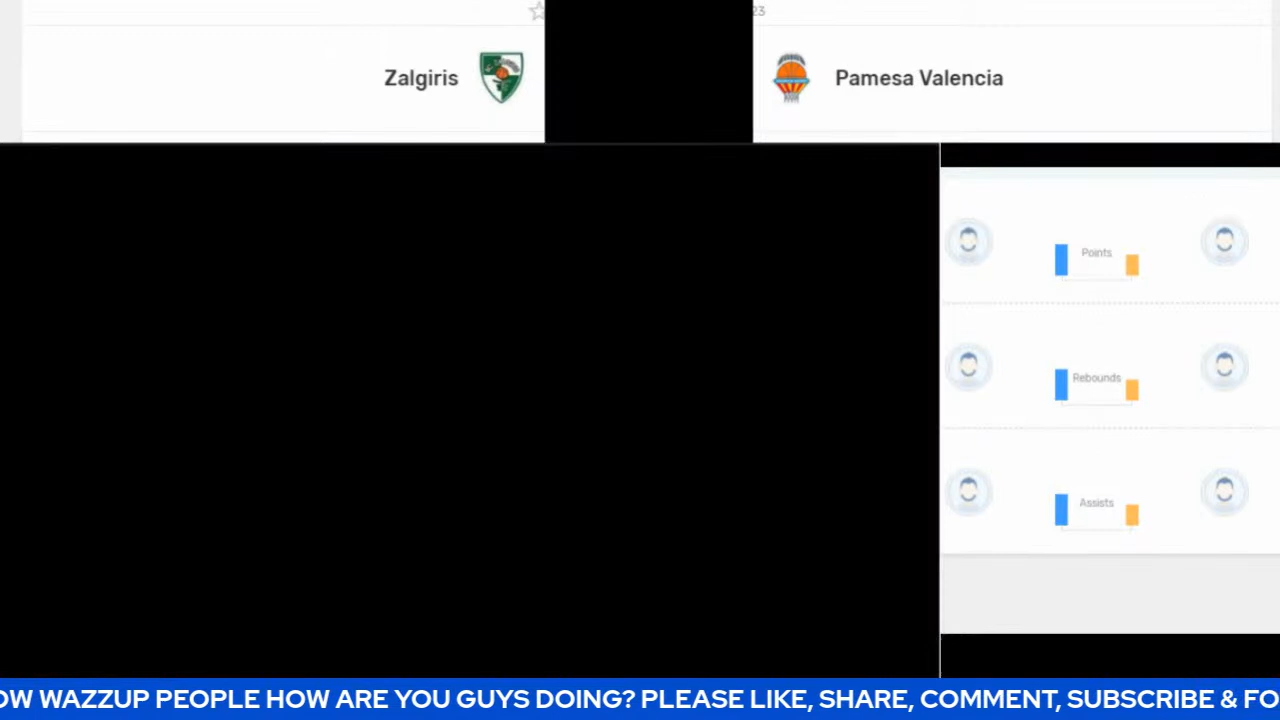 23
Zalgiris
Pamesa Valencia
Points
Rebounds
Assists
OW WAZZUP PEOPLE HOW ARE YOU GUYS DOING? PLEASE LIKE, SHARE, COMMENT, SUBSCRIBE & FO